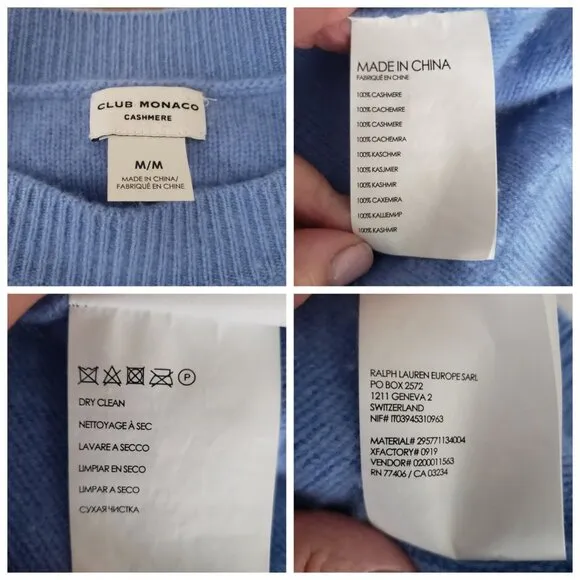 CLUB MONACO
CASHMERE
M/M
MADE IN CHINA/
FABRIQUÉ EN CHINE
MADE IN CHINA
FABRIQUÉ EN CHINE
100% CASHMERE
100% CACHEMIRE
100% CASHMERE
100% CACHEMIRA
100% KASCHMIR
100% KASJMIER
100% KASHMIR
100% CAXEMIRA
100% КАШЕМИР
100% KASHMIR
P
DRY CLEAN
NETTOYAGE À SEC
LAVARE A SECCO
LIMPIAR EN SECO
LIMPAR A SECO
СУХАЯ ЧИСТКА
RALPH LAUREN EUROPE SARL
PO BOX 2572
1211 GENEVA 2
SWITZERLAND
NIF# IT03945310963
MATERIAL# 295771134004
XFACTORY# 0919
VENDOR# 0200011563
RN 77406 / CA 03234